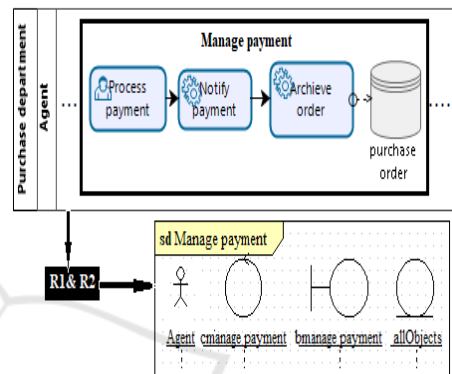 Purchase department
Agent
Manage payment
...
Process
payment
Notify
payment
Archieve
order
....
purchase
order
R1& R2
sd Manage payment
Agent cmanage payment bmanage payment allObjects